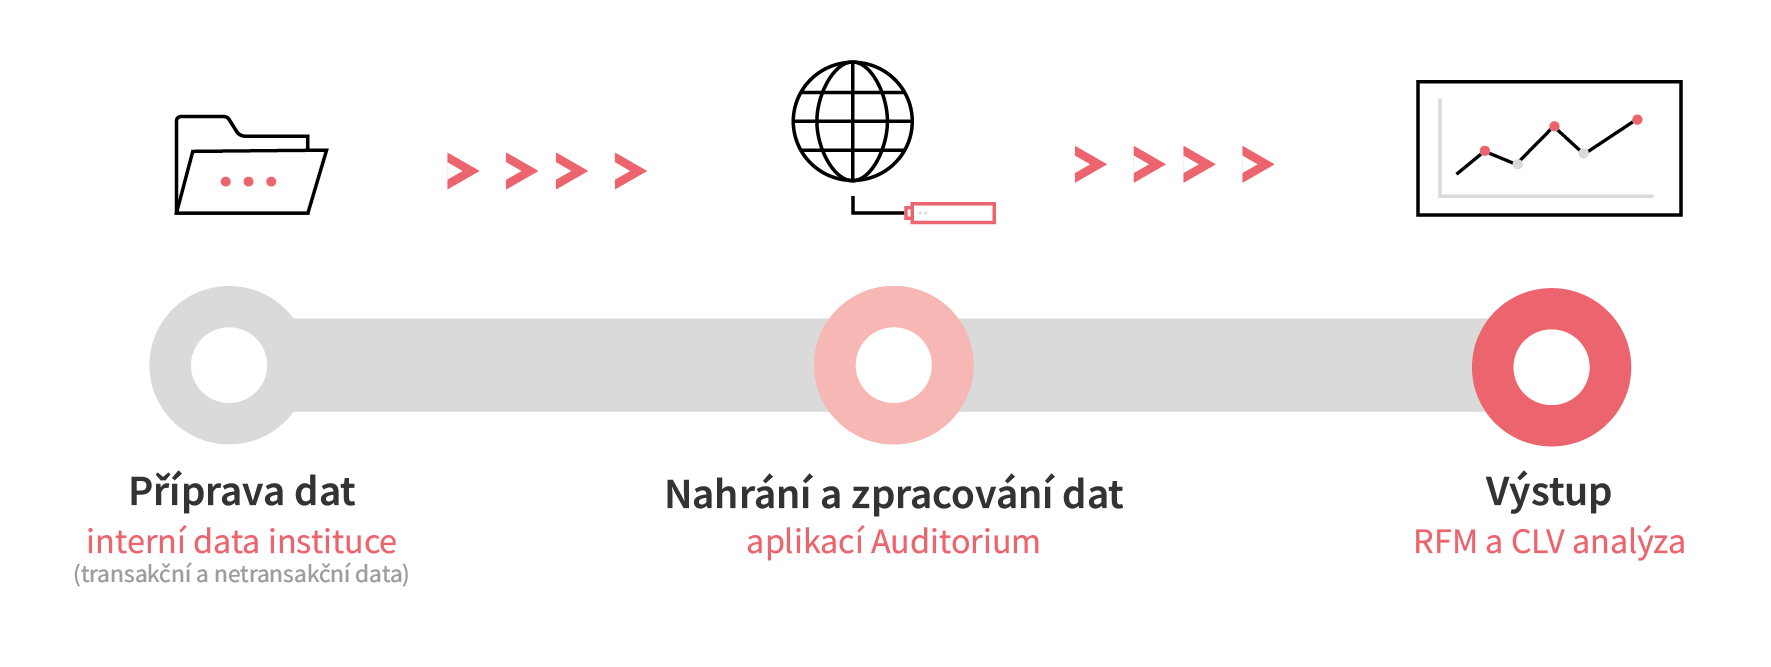 Příprava dat
interní data instituce
(transakční a netransakční data)
Nahrání a zpracování dat
aplikací Auditorium
Výstup
RFM a CLV analýza